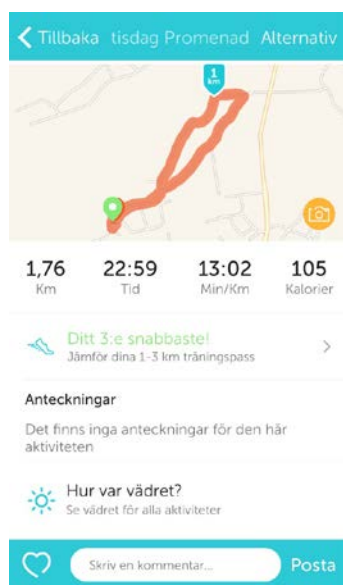 Tillbaka tisdag Promenad Alternativ
1
km
1,76 22:59 13:02 105
Km Tid Min/Km Kalorier
Ditt 3:e snabbaste!
Jämför dina 1-3 km träningspass
Anteckningar
Det finns inga anteckningar för den här
aktiviteten
Hur var vädret?
Se vädret för alla aktiviteter
Skriv en kommentar... Posta